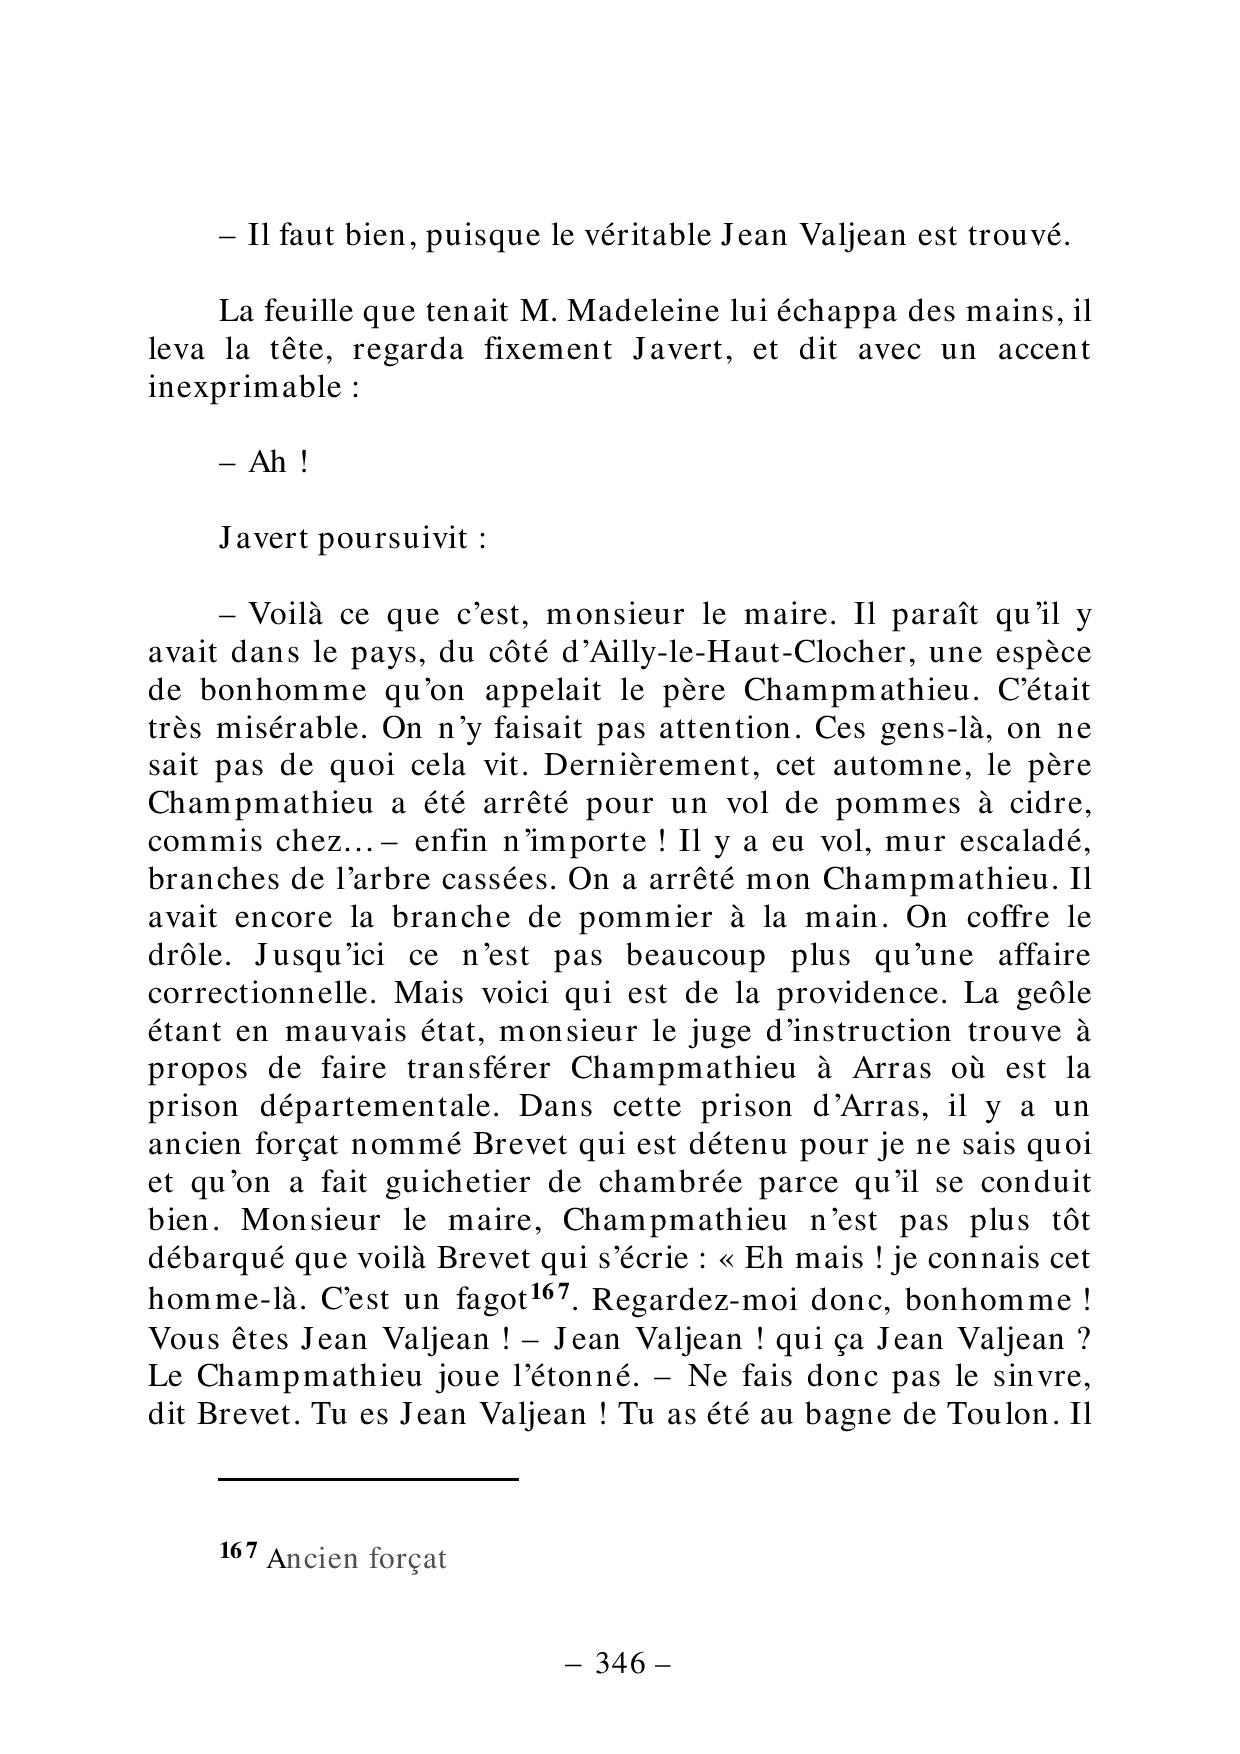 – Il faut bien, puisque le véritable Jean Valjean est trouvé.
La feuille que tenait M. Madeleine lui échappa des mains, il
leva la tête, regarda fixement Javert, et dit avec un accent
inexprimable :
– Ah !
Javert poursuivit :
– Voilà ce que c’est, monsieur le maire. Il paraît qu’il y
avait dans le pays, du côté d’Ailly-le-Haut-Clocher, une espèce
de bonhomme qu’on appelait le père Champmathieu. C’était
très misérable. On n’y faisait pas attention. Ces gens-là, on ne
sait pas de quoi cela vit. Dernièrement, cet automne, le père
Champmathieu a été arrêté pour un vol de pommes à cidre,
commis chez… – enfin n’importe ! Il y a eu vol, mur escaladé,
branches de l’arbre cassées. On a arrêté mon Champmathieu. Il
avait encore la branche de pommier à la main. On coffre le
drôle. Jusqu’ici ce n’est pas beaucoup plus qu’une affaire
correctionnelle. Mais voici qui est de la providence. La geôle
étant en mauvais état, monsieur le juge d’instruction trouve à
propos de faire transférer Champmathieu à Arras où est la
prison départementale. Dans cette prison d’Arras, il y a un
ancien forçat nommé Brevet qui est détenu pour je ne sais quoi
et qu’on a fait guichetier de chambrée parce qu’il se conduit
bien. Monsieur le maire, Champmathieu n’est pas plus tôt
débarqué que voilà Brevet qui s’écrie : « Eh mais ! je connais cet
homme-là. C’est un fagot167. Regardez-moi donc, bonhomme !
Vous êtes Jean Valjean ! – Jean Valjean ! qui ça Jean Valjean ?
Le Champmathieu joue l’étonné. – Ne fais donc pas le sinvre,
dit Brevet. Tu es Jean Valjean ! Tu as été au bagne de Toulon. Il
167 Ancien forçat
– 346 –